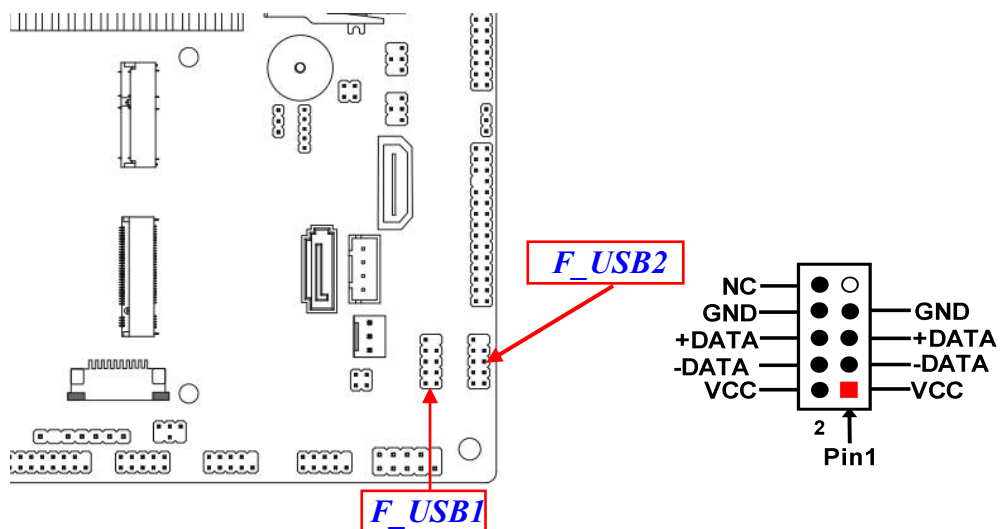 F_USB2
NC
GND GND
+DATA +DATA
-DATA -DATA
VCC VCC
2
Pin1
F_USB1